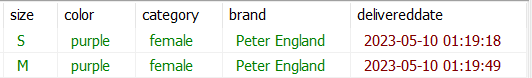 size color category brand delivereddate
S purple female Peter England 2023-05-10 01:19:18
M purple female Peter England 2023-05-10 01:19:49